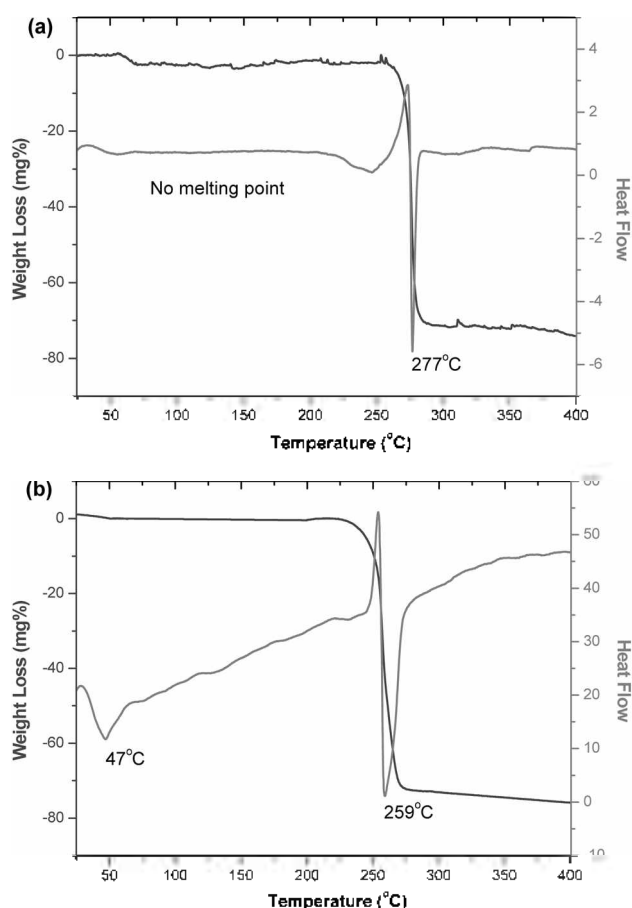 (a)
0
-20
-40
-60
-80
Weight Loss (mg%)
4
2
0
-2
-4
-6
Heat Flow
No melting point
277°C
50 100 150 200 250 300 350 400
Temperature (°C)
(b)
0
-20
-40
-60
-80
Weight Loss (mg%)
60
50
40
30
20
10
0
10
Heat Flow
47°C
259°C
50 100 150 200 250 300 350 400
Temperature (°C)